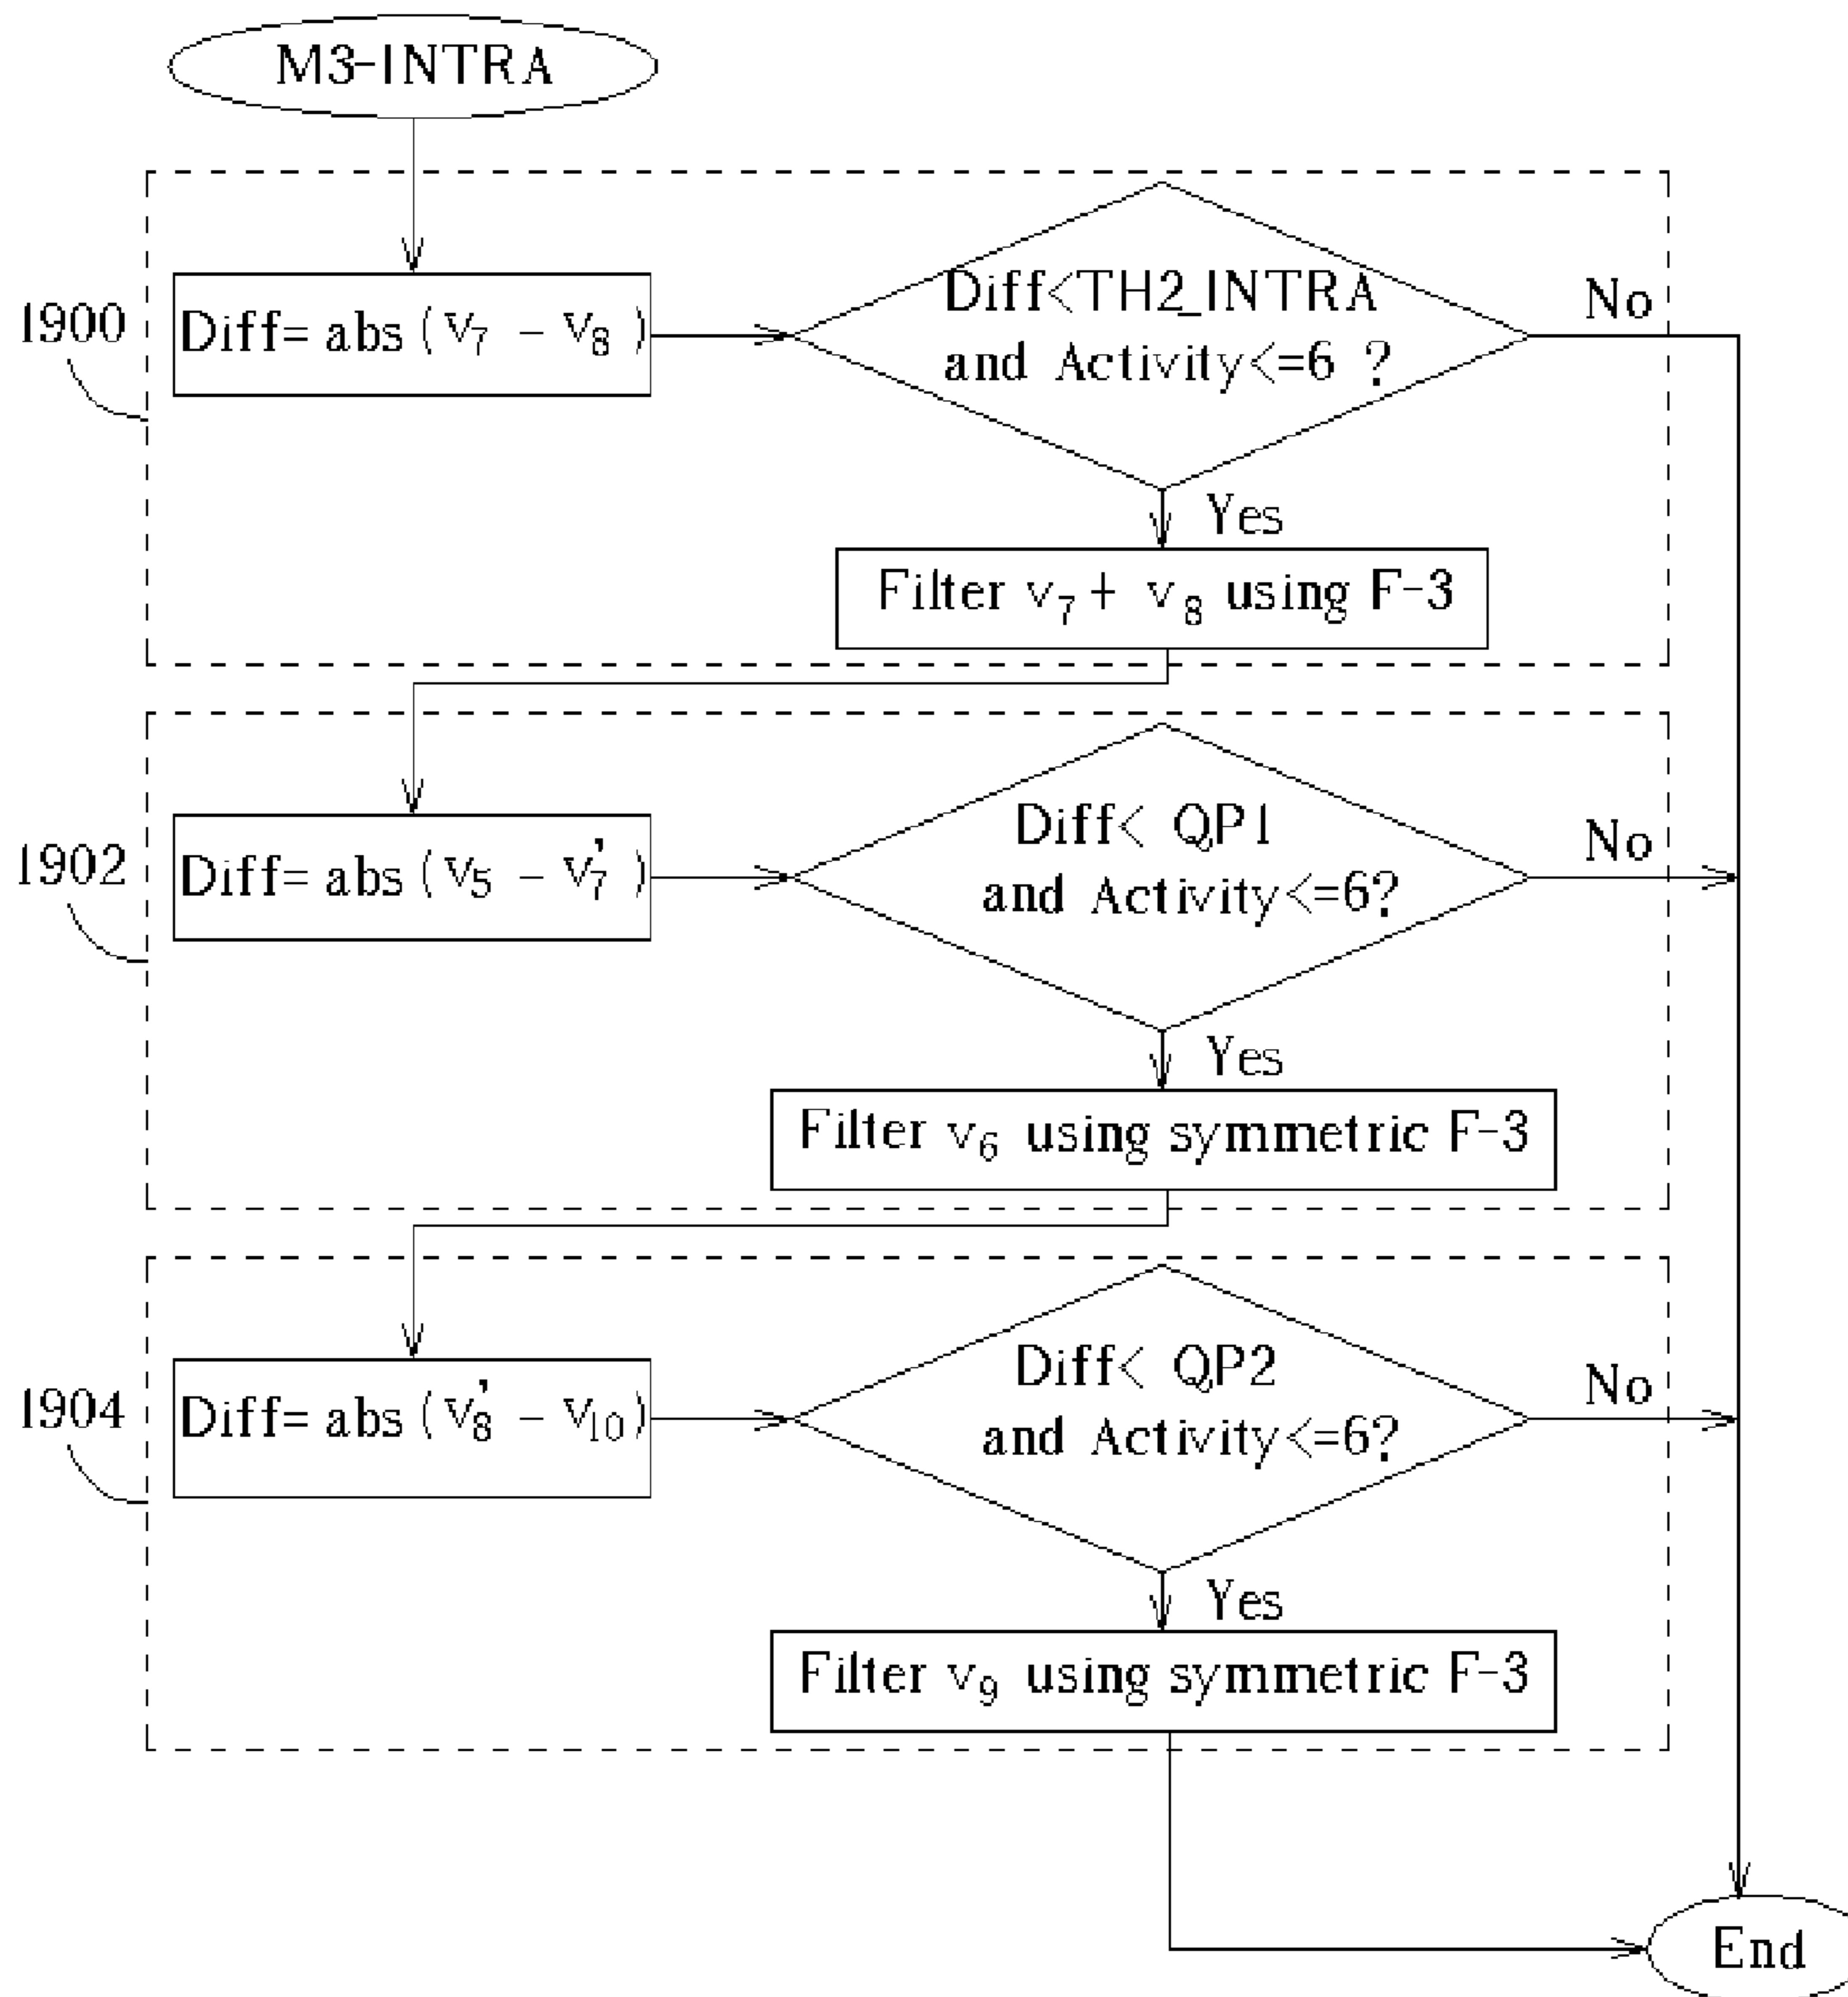 M3-INTRA
1900
Diff= abs ( v₇ - v₈ )
Diff<TH2_INTRA
and Activity<=6 ?
No
Yes
Filter v₇ + v₈ using F-3
1902
Diff= abs ( v₅ - v₇' )
Diff< QP1
and Activity<=6?
No
Yes
Filter v₆ using symmetric F-3
1904
Diff= abs ( v₈' - v₁₀ )
Diff< QP2
and Activity<=6?
No
Yes
Filter v₉ using symmetric F-3
End